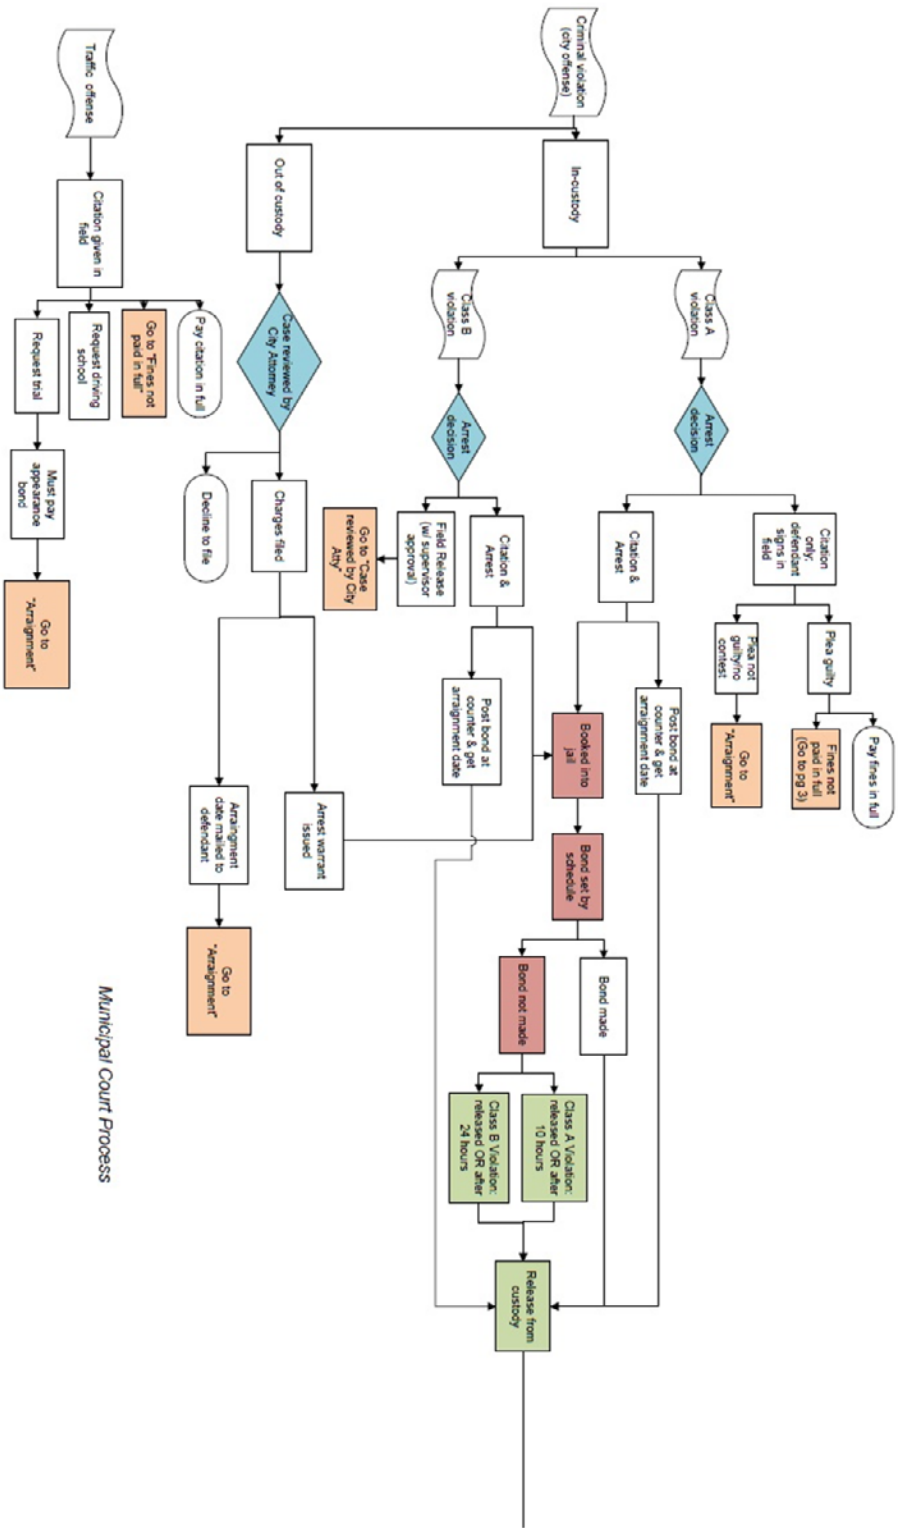 Criminal violation
(city offense)
In-custody
Class A
violation
Arrest
decision
Citation
only:
defendant
signs in
field
Plea guilty
Pay fines in full
Fines not
paid in full
(Go to pg 3)
Plea not
guilty/no
contest
Go to
"Arraignment"
Citation &
Arrest
Post bond at
counter & get
arraignment date
Booked into
jail
Bond set by
schedule
Bond made
Bond not made
Class A Violation:
released OR after
10 hours
Class B Violation:
released OR after
24 hours
Release from
custody
Class B
violation
Arrest
decision
Citation &
Arrest
Post bond at
counter & get
arraignment date
Field Release
(w/ supervisor
approval)
Go to "Case
reviewed by City
Atty"
Out of custody
Case reviewed by
City Attorney
Charges filed
Decline to file
Arrest warrant
issued
Arraingment
date mailed to
defendant
Go to
"Arraignment"
Traffic offense
Citation given in
field
Pay citation in full
Go to "Fines not
paid in full"
Request driving
school
Request trial
Must pay
appearance
bond
Go to
"Arraignment"
Municipal Court Process